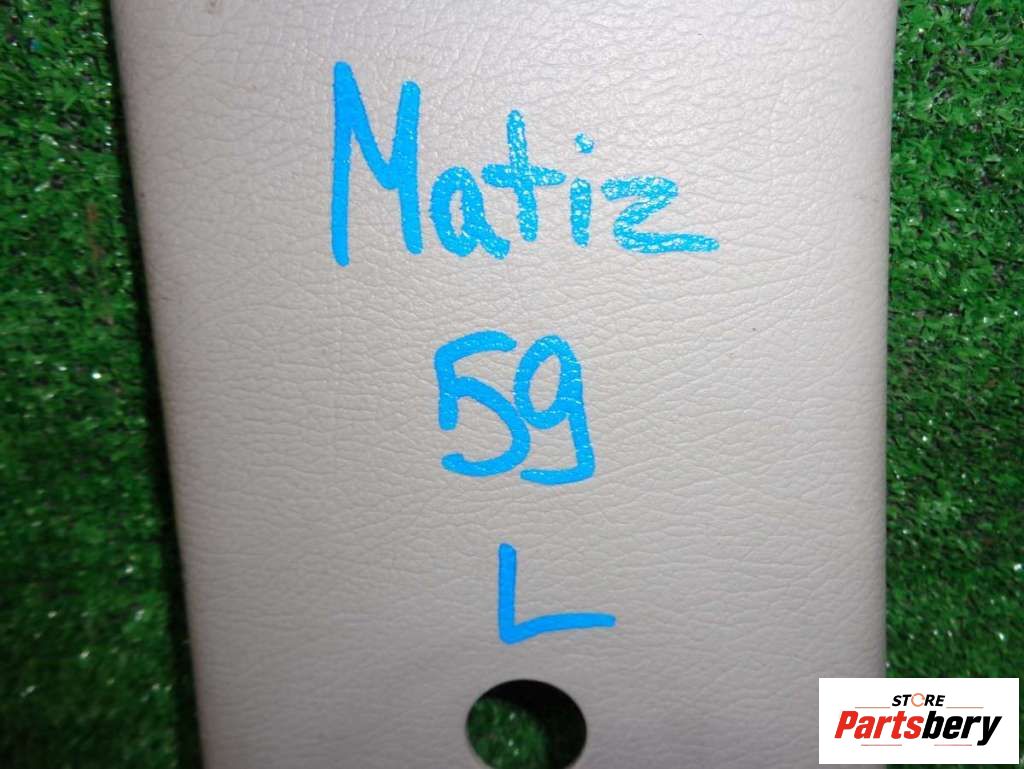 Matiz
59
L
STORE
Partsbery